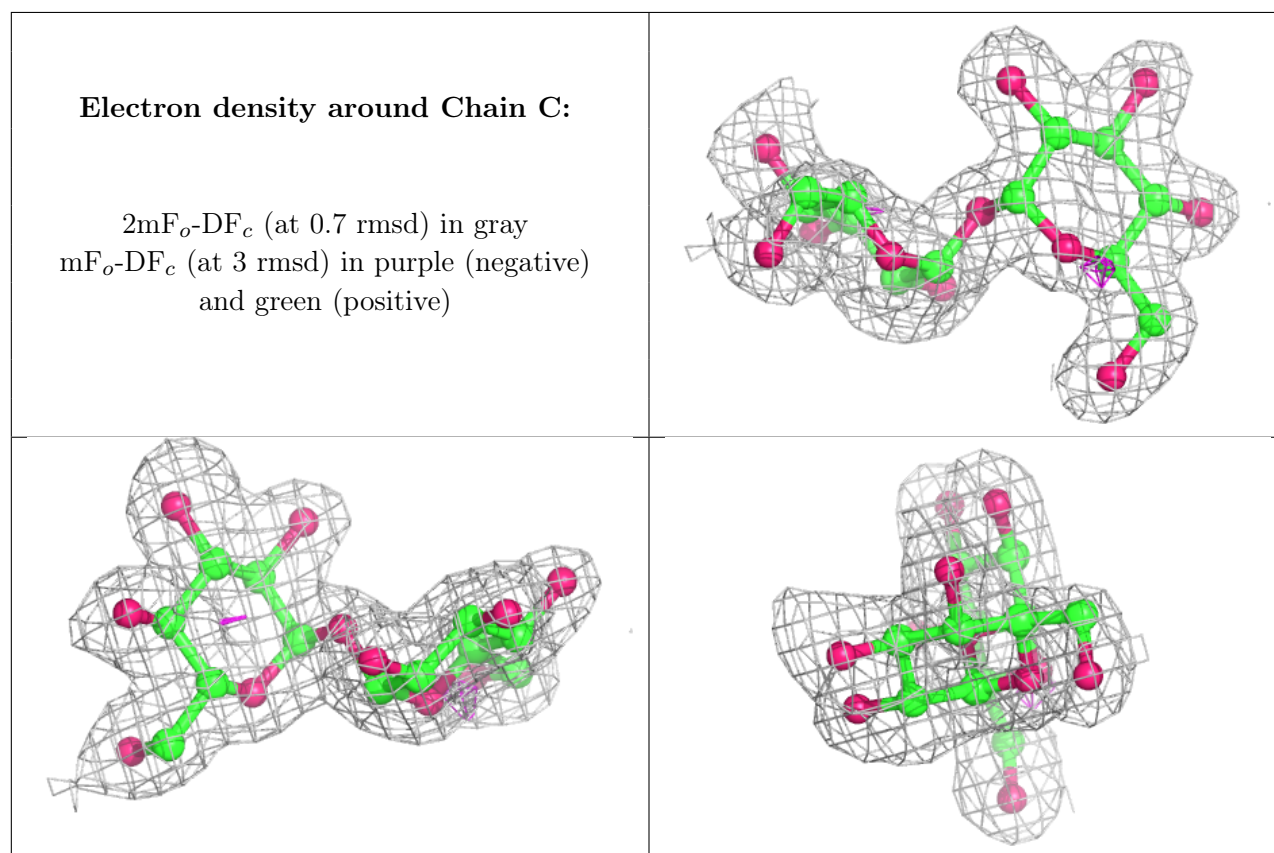 Electron density around Chain C:
2mFₒ-DF𝒸 (at 0.7 rmsd) in gray
mFₒ-DF𝒸 (at 3 rmsd) in purple (negative)
and green (positive)